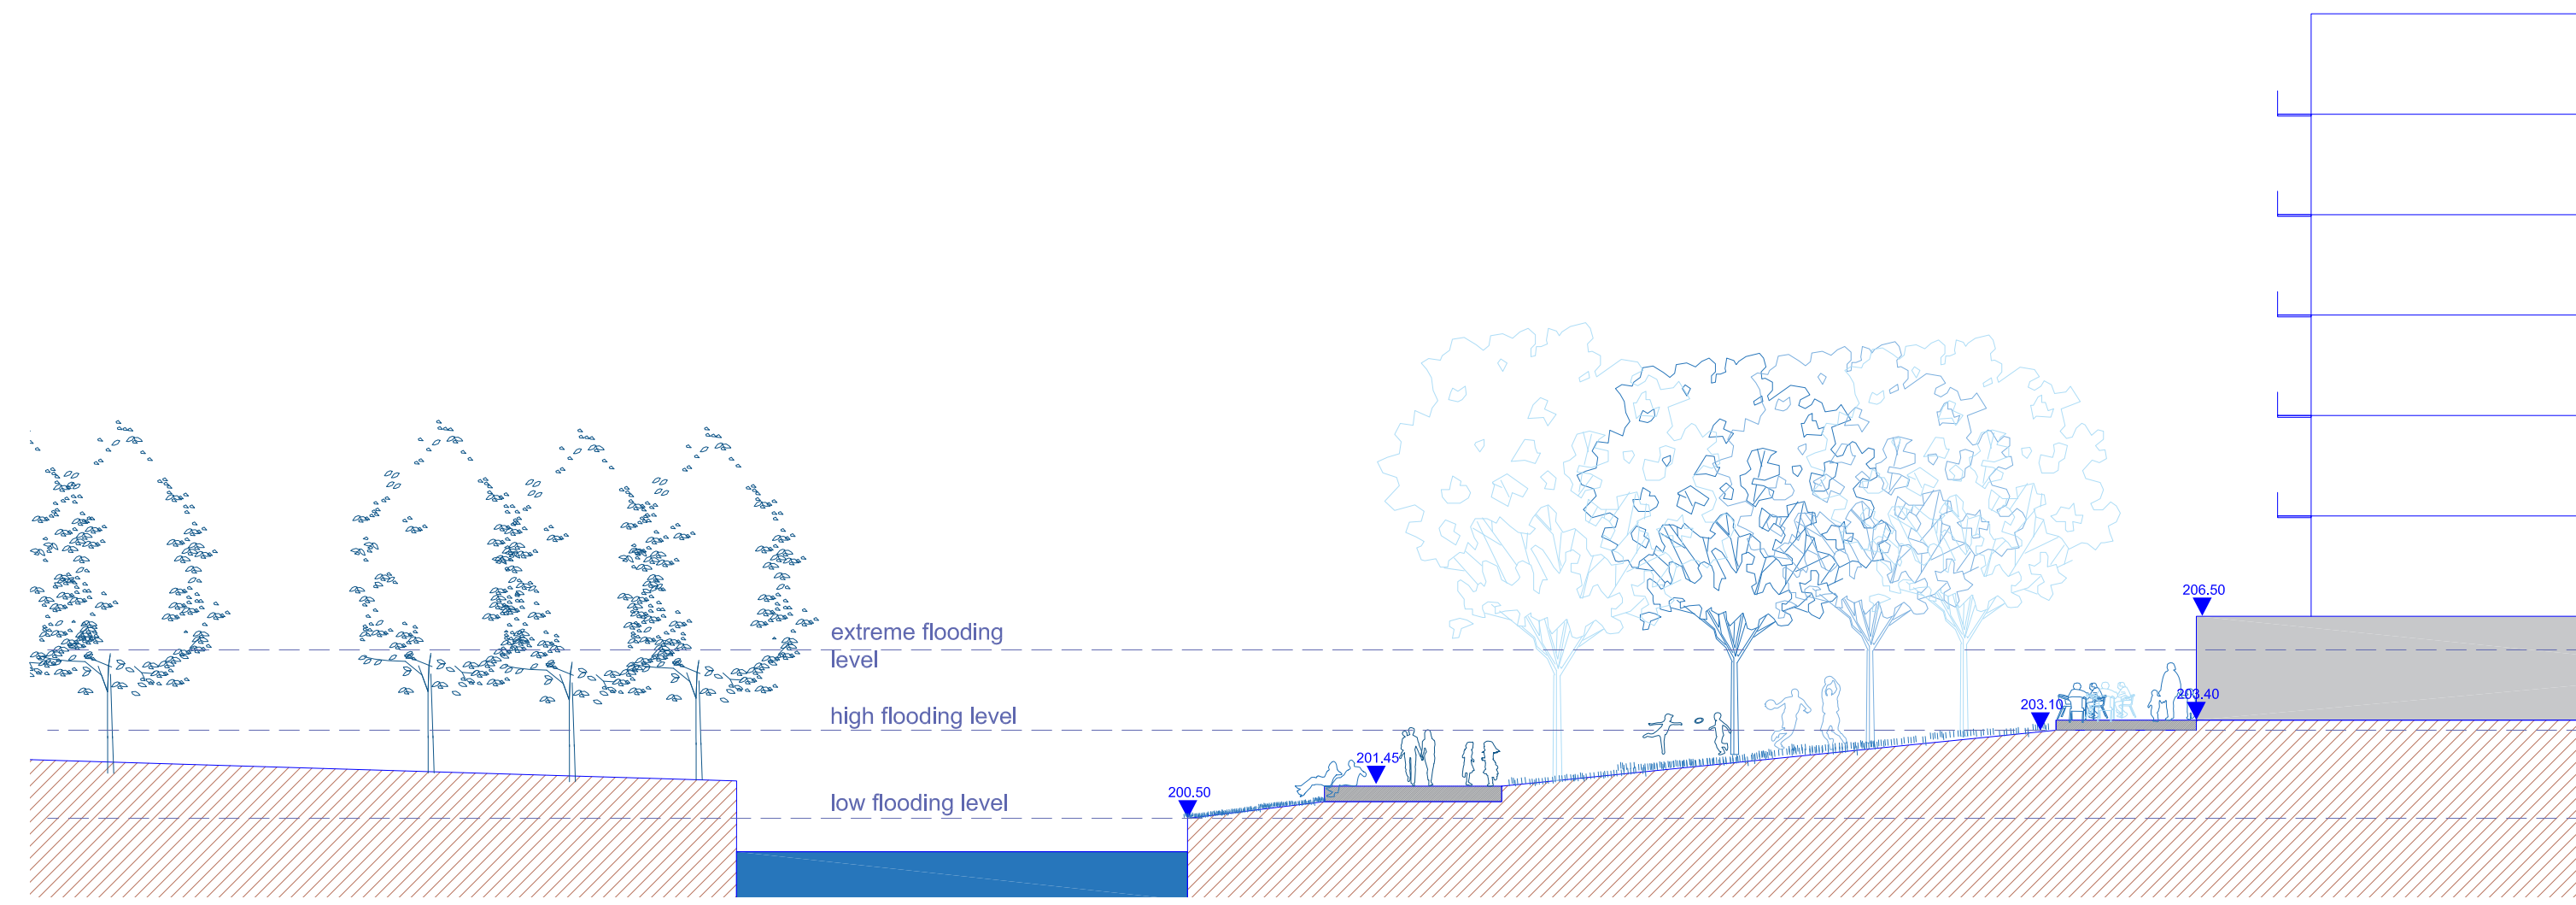 206.50
extreme flooding
level
203.40
203.10
high flooding level
201.45
200.50
low flooding level